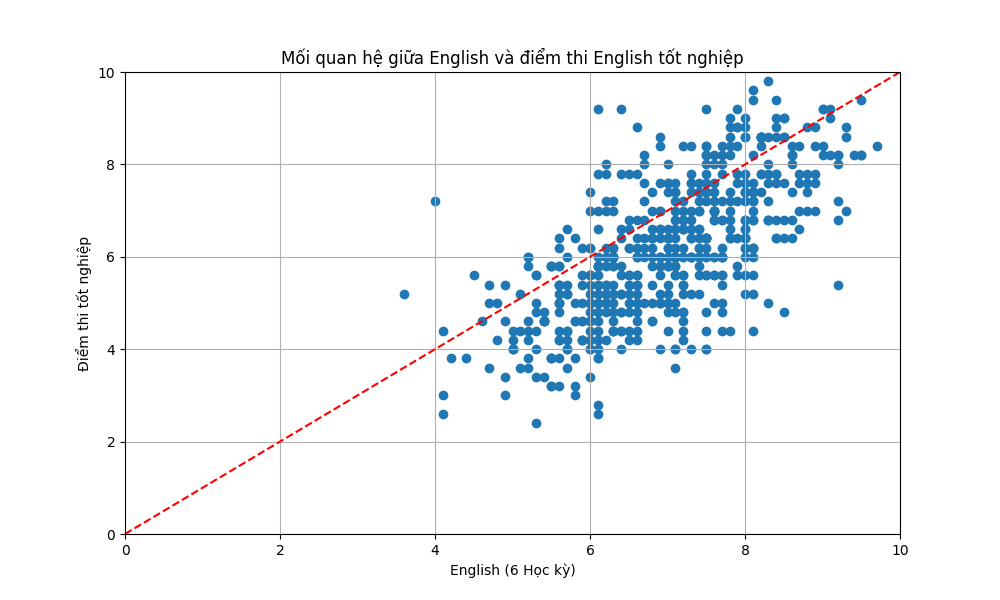 Mối quan hệ giữa English và điểm thi English tốt nghiệp
Điểm thi tốt nghiệp
10
8
6
4
2
0
0 2 4 6 8 10
English (6 Học kỳ)